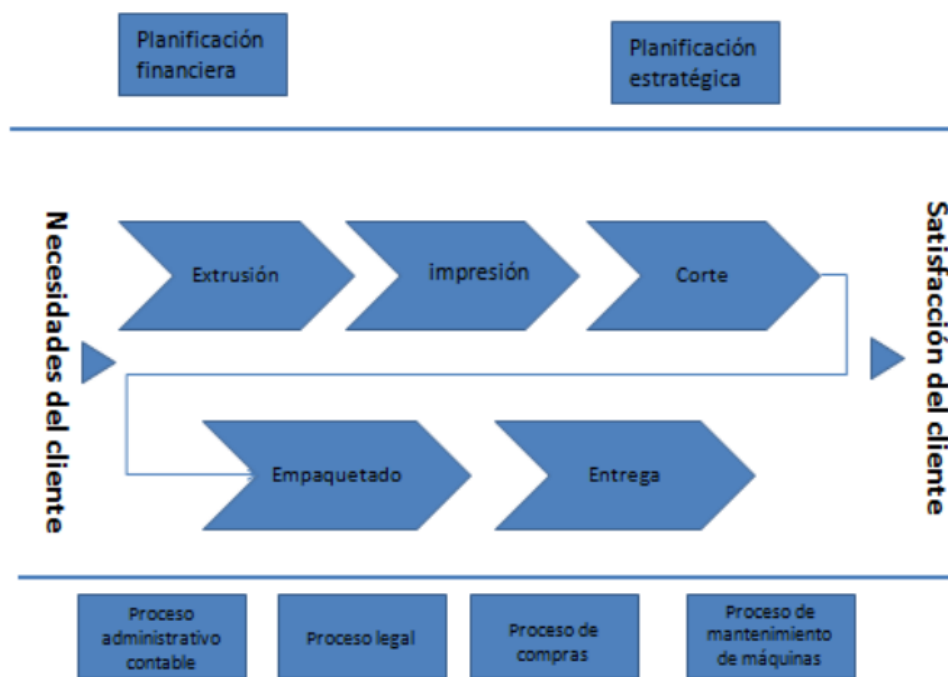 Planificación
financiera
Planificación
estratégica
Necesidades del cliente
Extrusión
impresión
Corte
Satisfacción del cliente
Empaquetado
Entrega
Proceso
administrativo
contable
Proceso legal
Proceso de
compras
Proceso de
mantenimiento
de máquinas